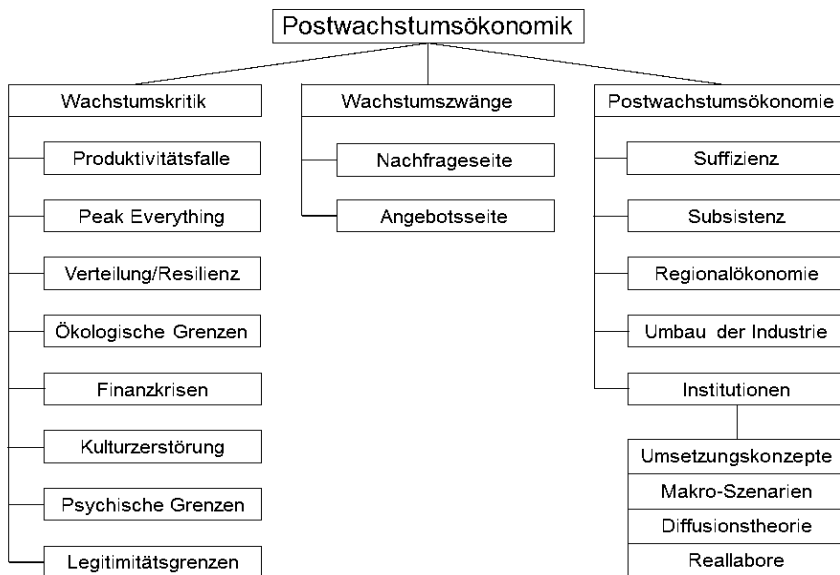 Postwachstumsökonomik
Wachstumskritik
Produktivitätsfalle
Peak Everything
Verteilung/Resilienz
Ökologische Grenzen
Finanzkrisen
Kulturzerstörung
Psychische Grenzen
Legitimitätsgrenzen
Wachstumszwänge
Nachfrageseite
Angebotsseite
Postwachstumsökonomie
Suffizienz
Subsistenz
Regionalökonomie
Umbau der Industrie
Institutionen
Umsetzungskonzepte
Makro-Szenarien
Diffusionstheorie
Reallabore